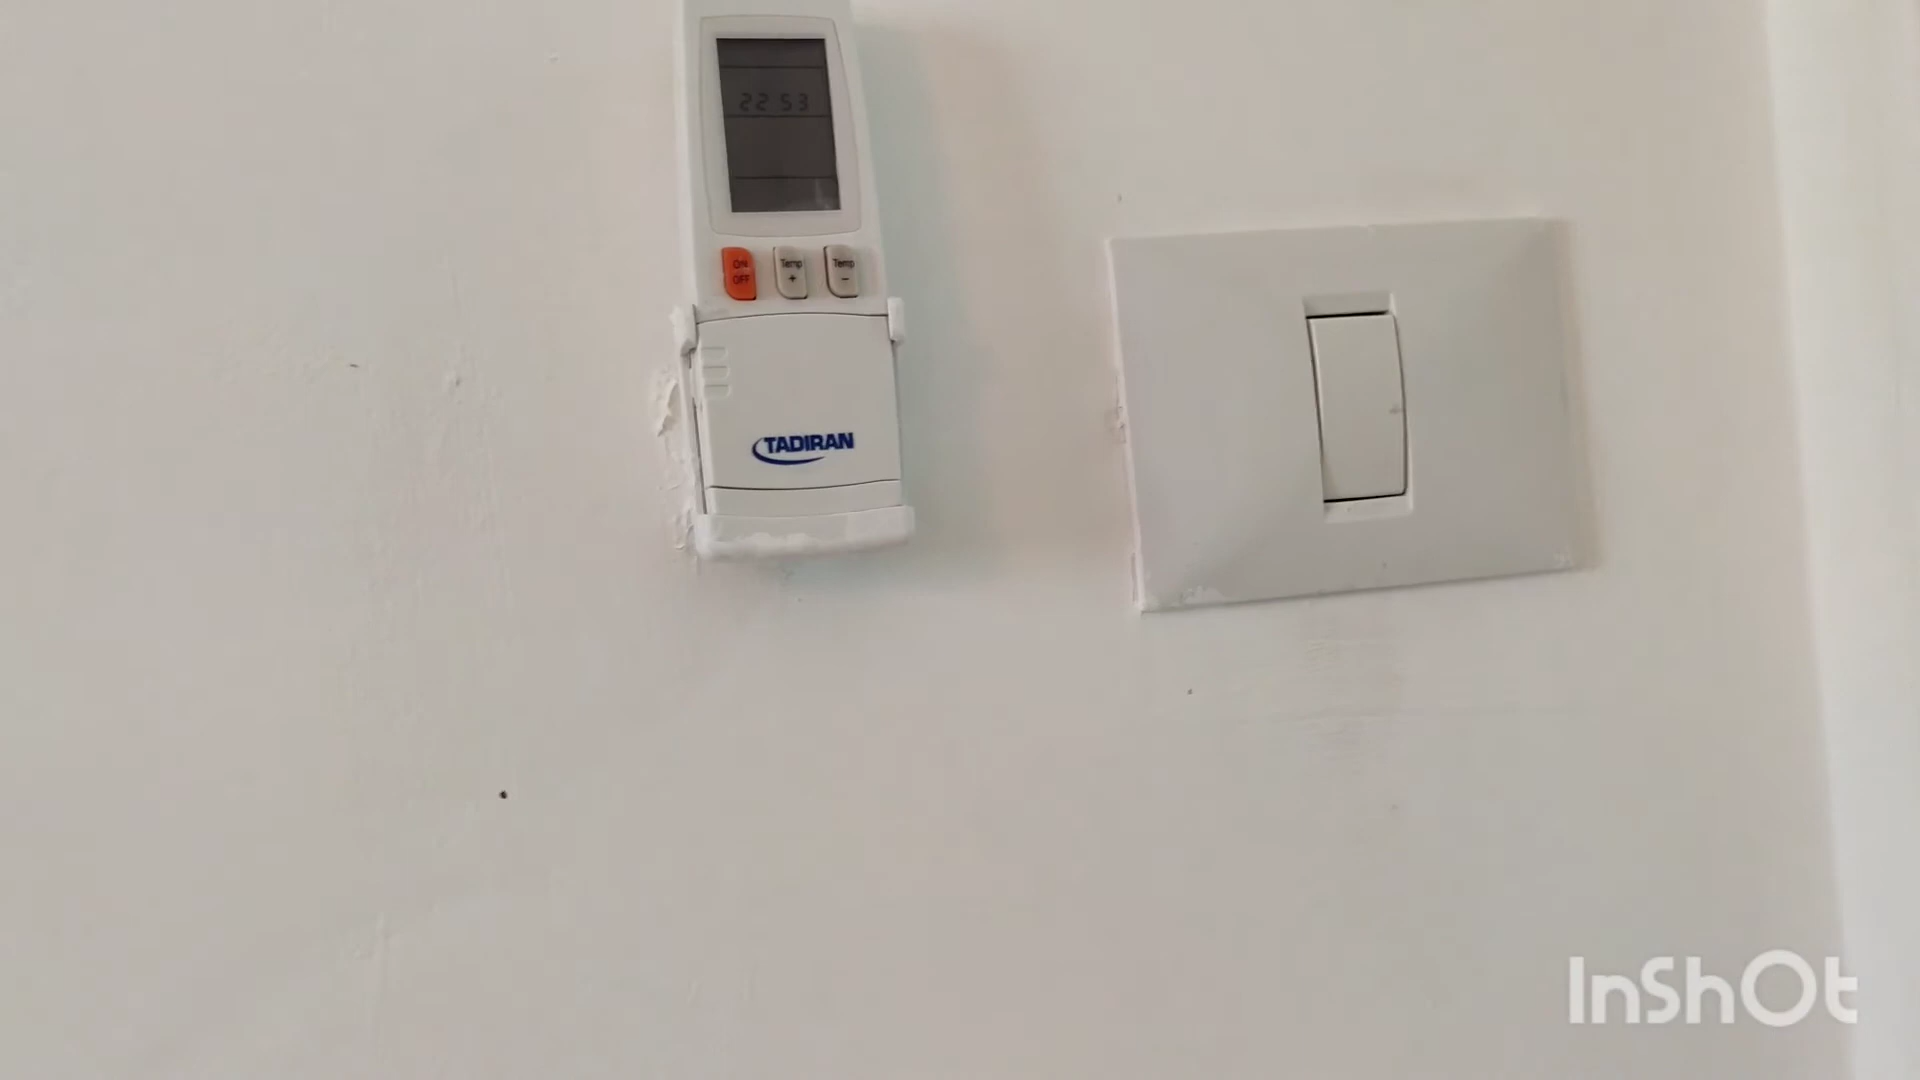 22 53
ON
OFF
Temp
+
Temp
-
TADIRAN
InShOt